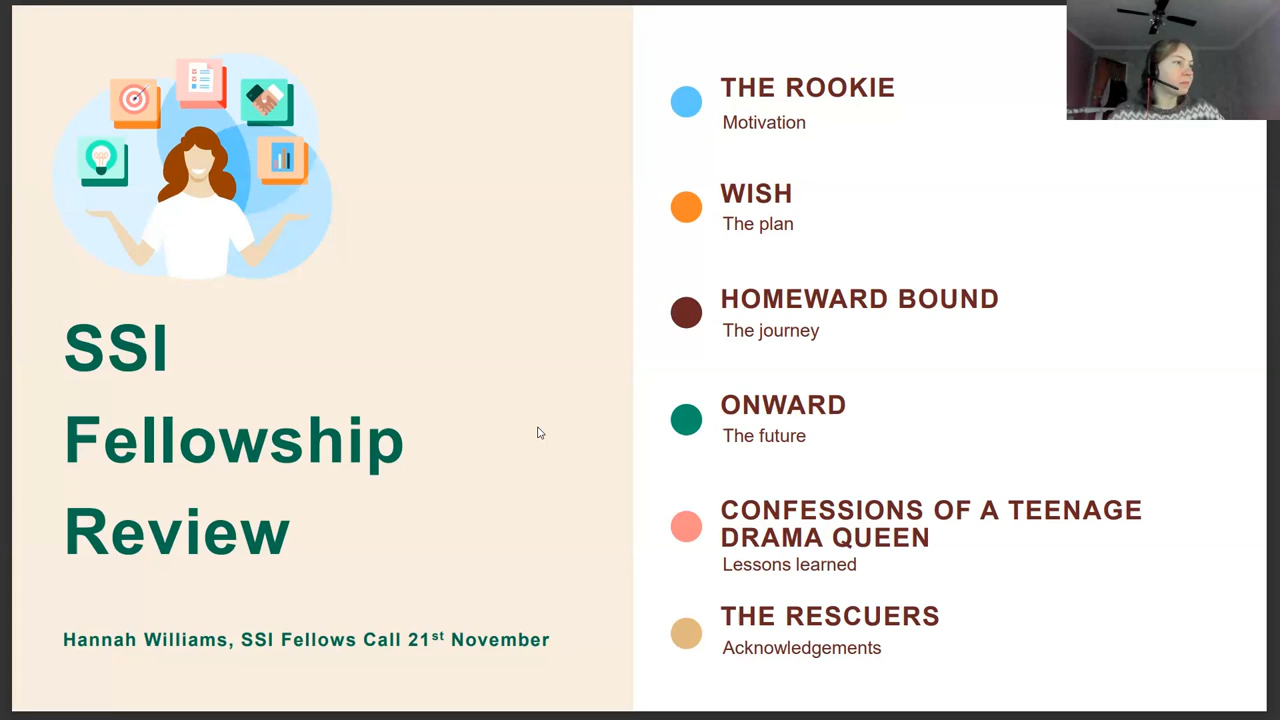 SSI
Fellowship
Review
Hannah Williams, SSI Fellows Call 21st November
THE ROOKIE
Motivation
WISH
The plan
HOMEWARD BOUND
The journey
ONWARD
The future
CONFESSIONS OF A TEENAGE
DRAMA QUEEN
Lessons learned
THE RESCUERS
Acknowledgements